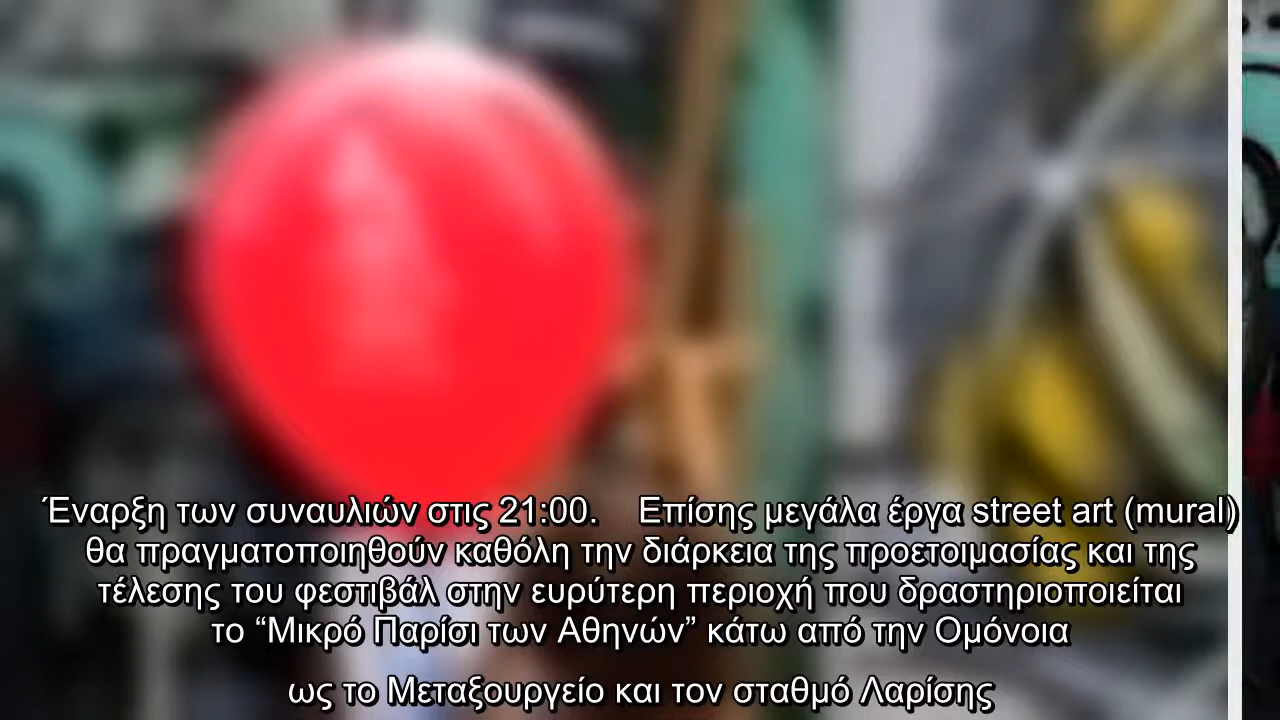 Έναρξη των συναυλιών στις 21:00. Επίσης μεγάλα έργα street art (mural)
θα πραγματοποιηθούν καθόλη την διάρκεια της προετοιμασίας και της
τέλεσης του φεστιβάλ στην ευρύτερη περιοχή που δραστηριοποιείται
το “Μικρό Παρίσι των Αθηνών” κάτω από την Ομόνοια
ως το Μεταξουργείο και τον σταθμό Λαρίσης